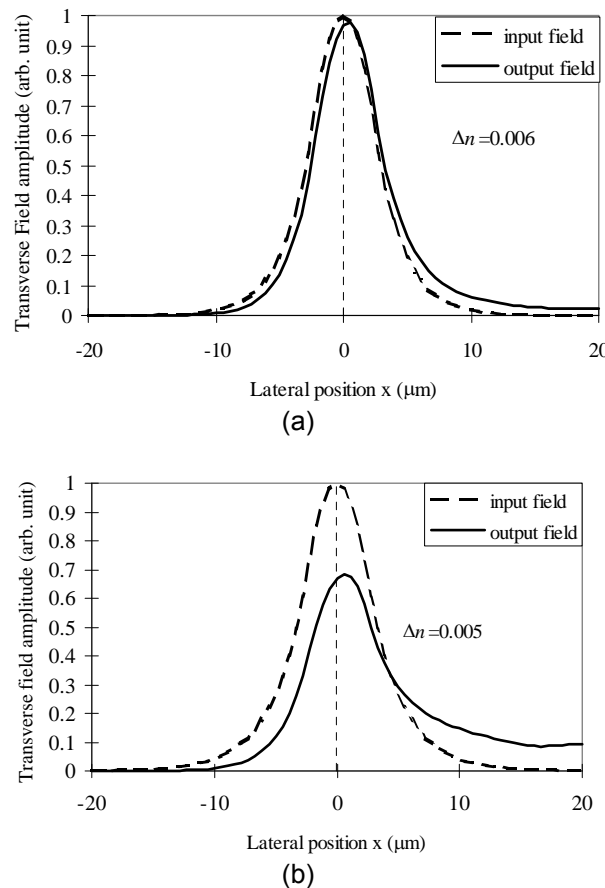 Transverse Field amplitude (arb. unit)
1
0.9
0.8
0.7
0.6
0.5
0.4
0.3
0.2
0.1
0
-20
-10
0
10
20
input field
output field
Δn =0.006
Lateral position x (μm)
(a)
Transverse field amplitude (arb. unit)
1
0.9
0.8
0.7
0.6
0.5
0.4
0.3
0.2
0.1
0
-20
-10
0
10
20
input field
output field
Δn =0.005
Lateral position x (μm)
(b)